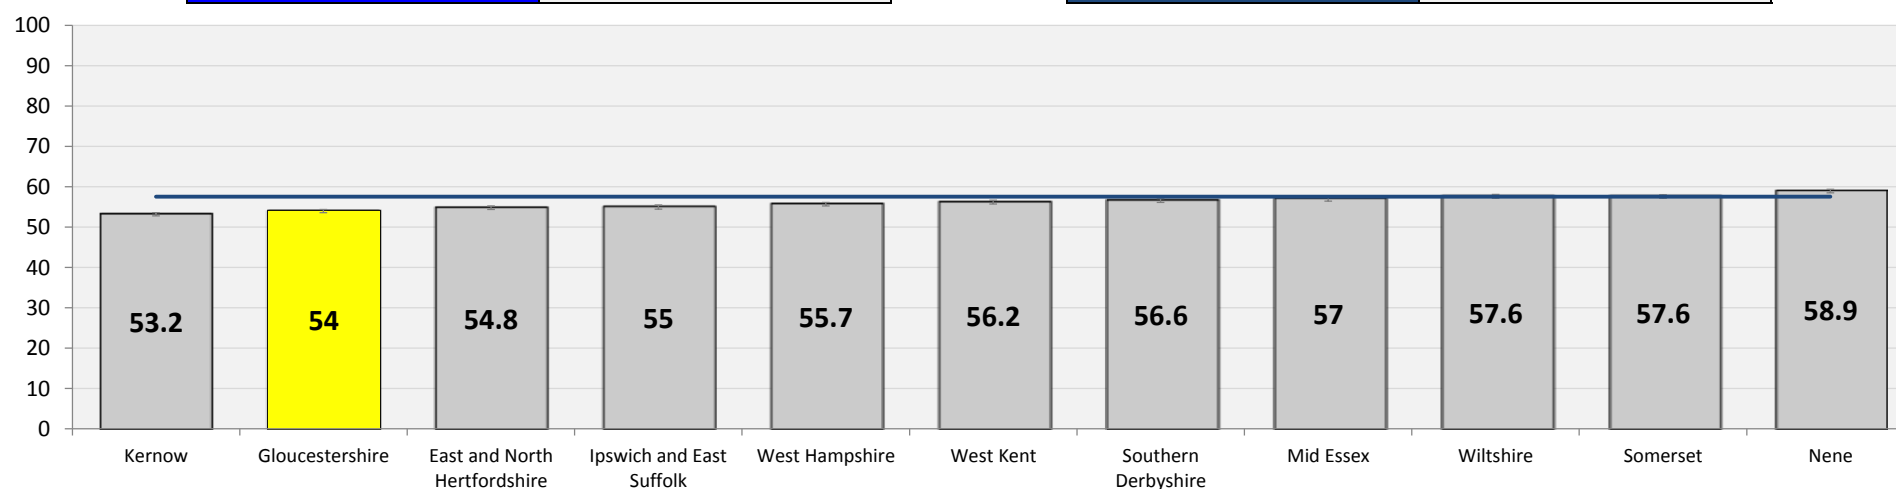 100
90
80
70
60
50
40
30
20
10
0
53.2
54
54.8
55
55.7
56.2
56.6
57
57.6
57.6
58.9
Kernow
Gloucestershire
East and North
Hertfordshire
Ipswich and East
Suffolk
West Hampshire
West Kent
Southern
Derbyshire
Mid Essex
Wiltshire
Somerset
Nene